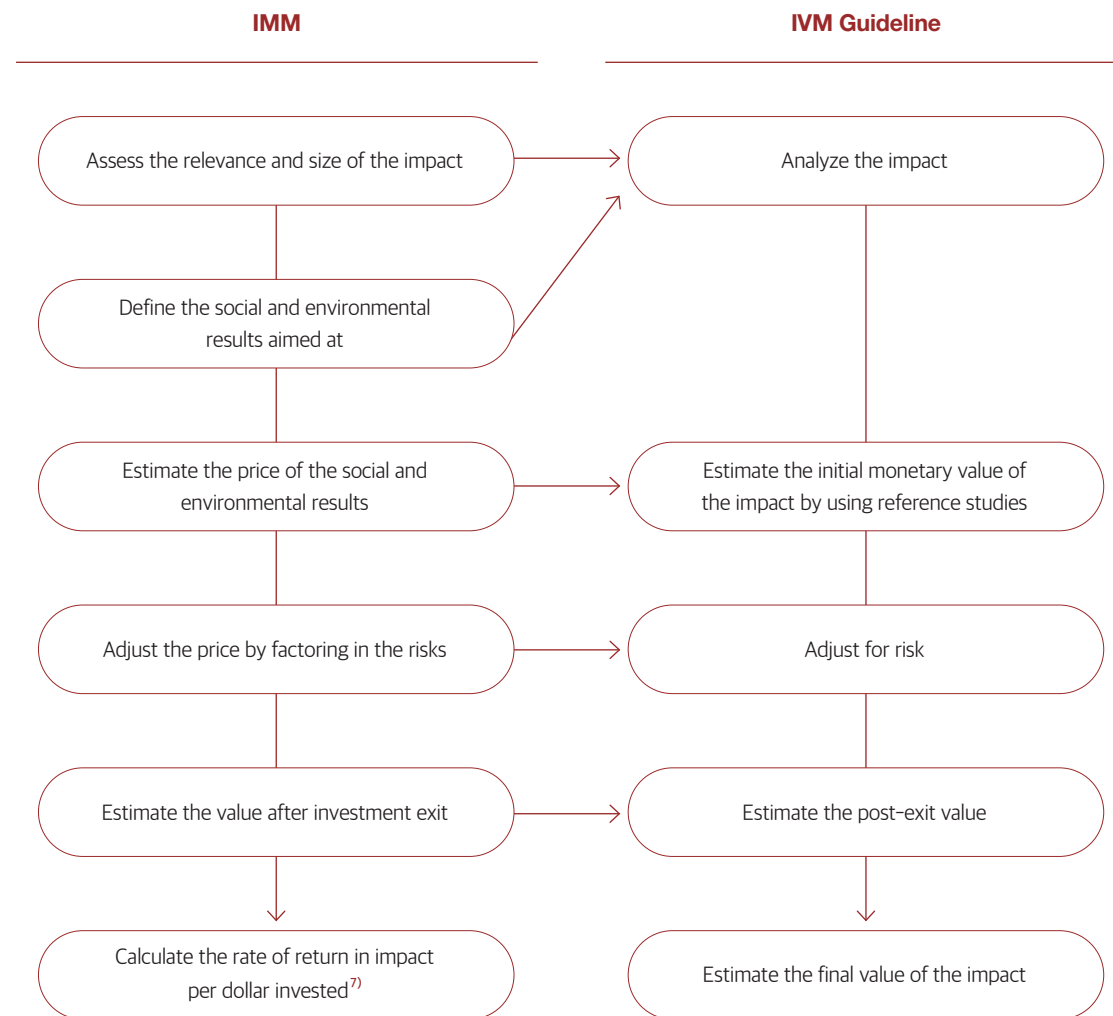 IMM
IVM Guideline
Assess the relevance and size of the impact
Analyze the impact
Define the social and environmental
results aimed at
Estimate the price of the social and
environmental results
Estimate the initial monetary value of
the impact by using reference studies
Adjust the price by factoring in the risks
Adjust for risk
Estimate the value after investment exit
Estimate the post-exit value
Calculate the rate of return in impact
per dollar invested7)
Estimate the final value of the impact